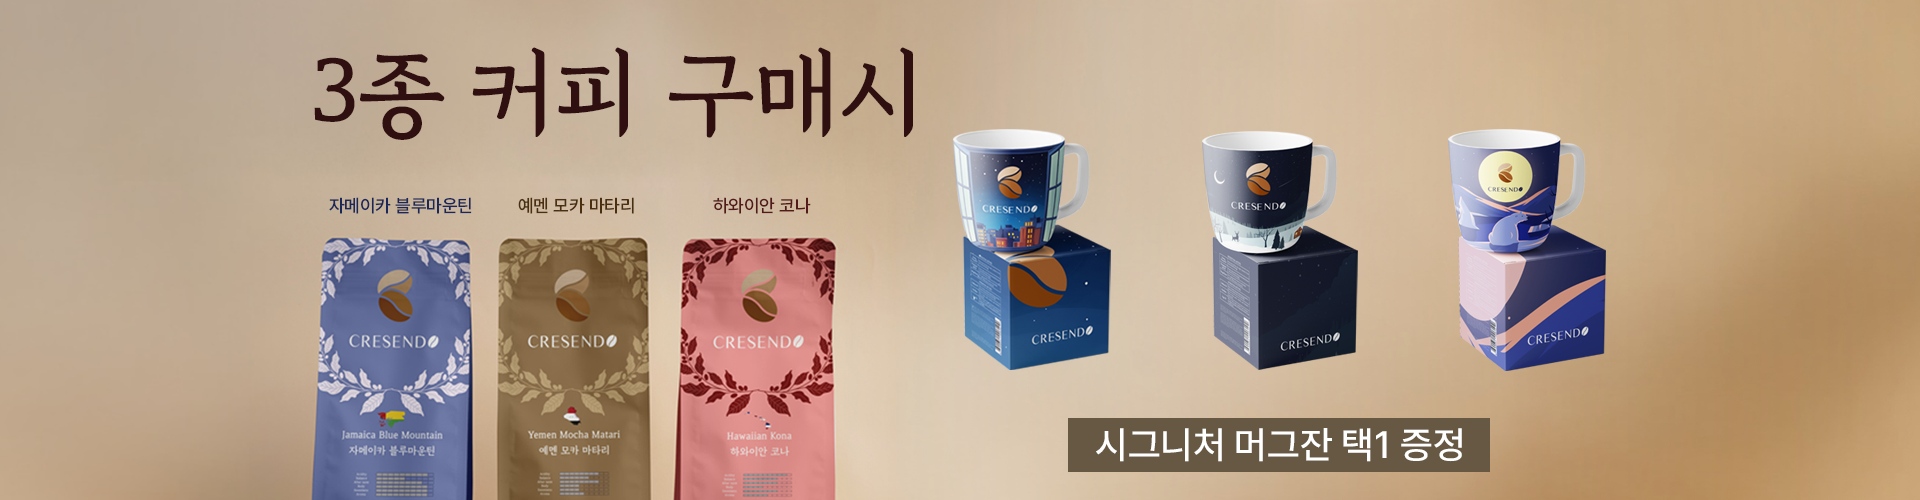 3종 커피 구매시
자메이카 블루마운틴
예멘 모카 마타리
하와이안 코나
CRESENDO
Jamaica Blue Mountain
자메이카 블루마운틴
CRESENDO
Yemen Mocha Matari
예멘 모카 마타리
CRESENDO
Hawaiian Kona
하와이안 코나
CRESENDO
CRESENDO
CRESENDO
CRESENDO
CRESENDO
CRESENDO
시그니처 머그잔 택1 증정